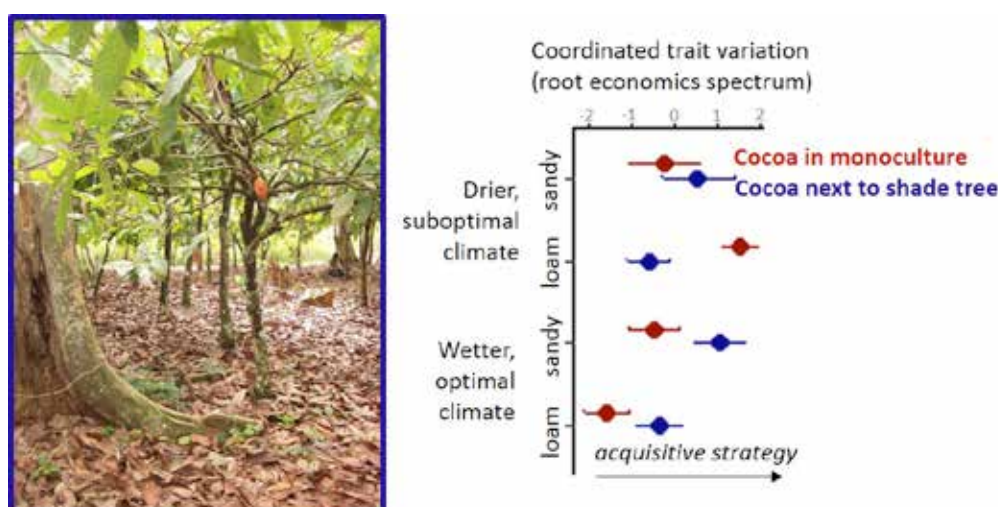 Coordinated trait variation
(root economics spectrum)
-2 -1 0 1 2
Cocoa in monoculture
Cocoa next to shade tree
Drier,
suboptimal
climate
sandy
loam
Wetter,
optimal
climate
sandy
loam
acquisitive strategy